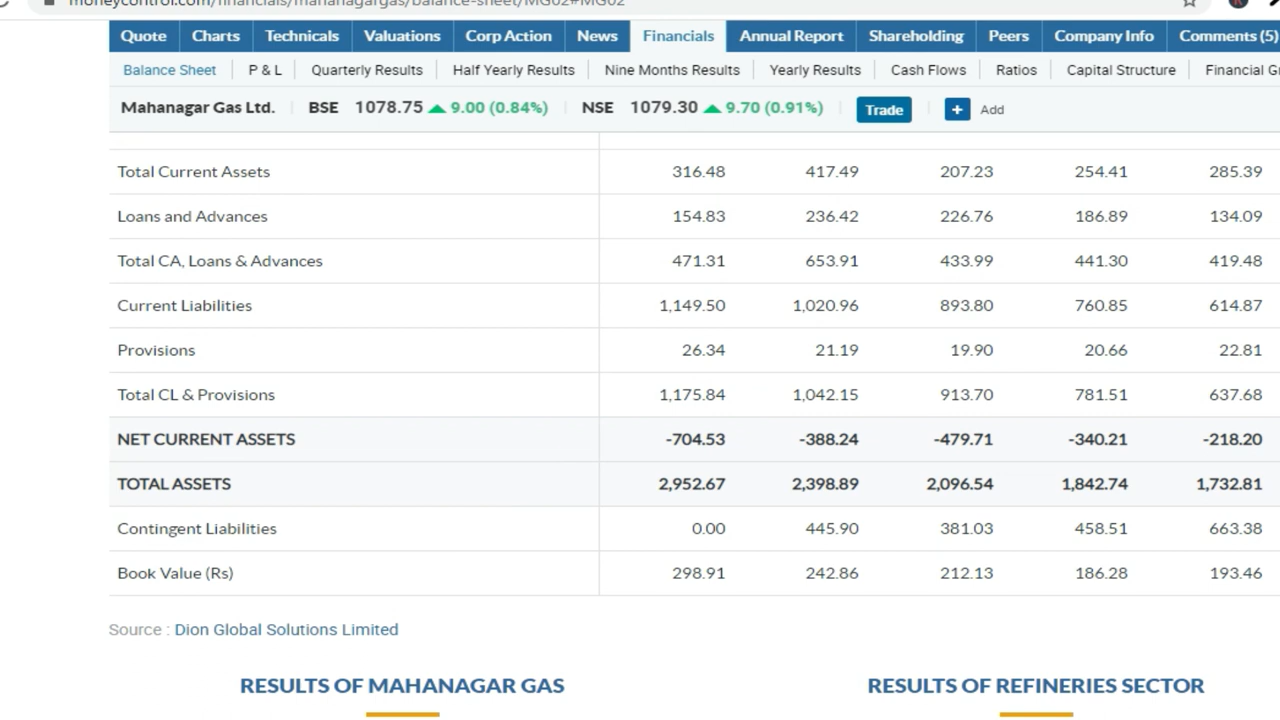 moneycontrol.com/financials/mahanagargas/balance-sheet/MG02#MG02
Quote Charts Technicals Valuations Corp Action News Financials Annual Report Shareholding Peers Company Info Comments (5)
Balance Sheet P & L Quarterly Results Half Yearly Results Nine Months Results Yearly Results Cash Flows Ratios Capital Structure Financial Gr
Mahanagar Gas Ltd. BSE 1078.75 9.00 (0.84%) NSE 1079.30 9.70 (0.91%) Trade + Add
Total Current Assets 316.48 417.49 207.23 254.41 285.39
Loans and Advances 154.83 236.42 226.76 186.89 134.09
Total CA, Loans & Advances 471.31 653.91 433.99 441.30 419.48
Current Liabilities 1,149.50 1,020.96 893.80 760.85 614.87
Provisions 26.34 21.19 19.90 20.66 22.81
Total CL & Provisions 1,175.84 1,042.15 913.70 781.51 637.68
NET CURRENT ASSETS -704.53 -388.24 -479.71 -340.21 -218.20
TOTAL ASSETS 2,952.67 2,398.89 2,096.54 1,842.74 1,732.81
Contingent Liabilities 0.00 445.90 381.03 458.51 663.38
Book Value (Rs) 298.91 242.86 212.13 186.28 193.46
Source : Dion Global Solutions Limited
RESULTS OF MAHANAGAR GAS RESULTS OF REFINERIES SECTOR